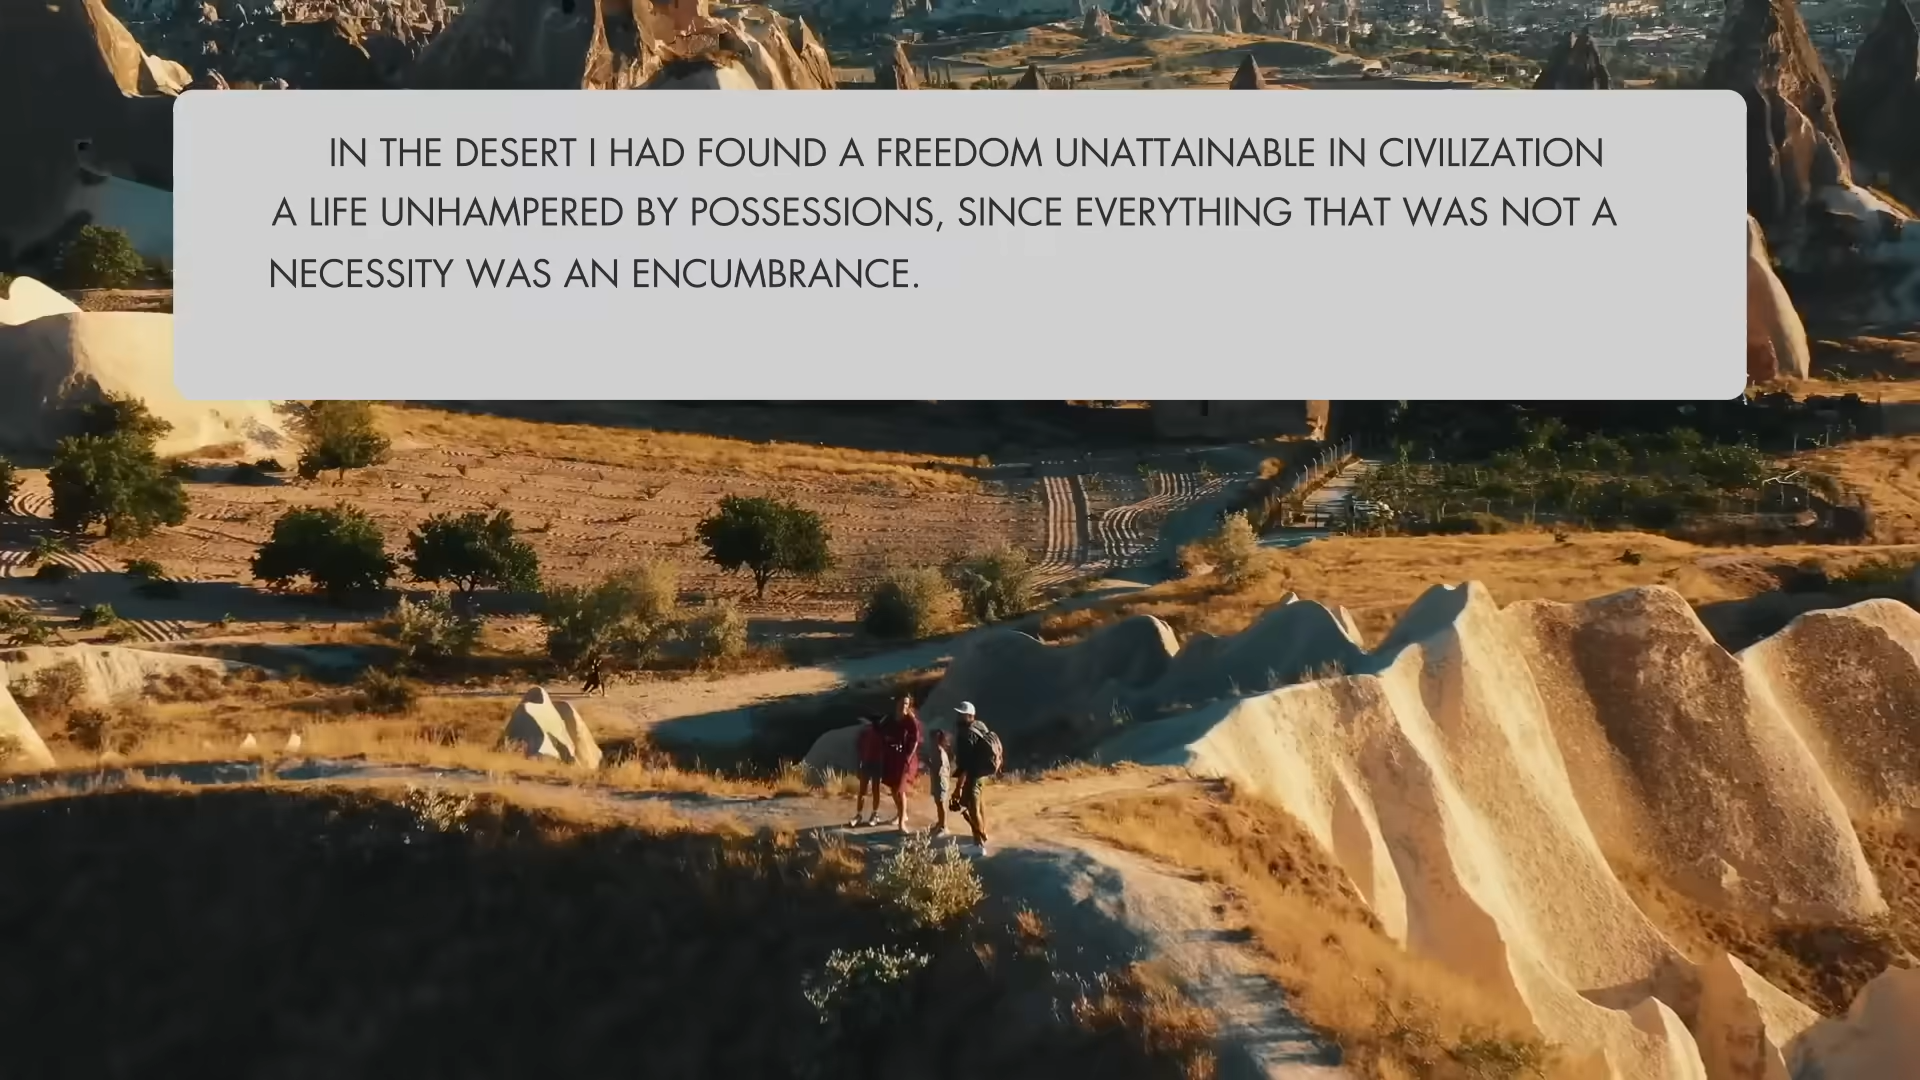 IN THE DESERT I HAD FOUND A FREEDOM UNATTAINABLE IN CIVILIZATION
A LIFE UNHAMPERED BY POSSESSIONS, SINCE EVERYTHING THAT WAS NOT A
NECESSITY WAS AN ENCUMBRANCE.